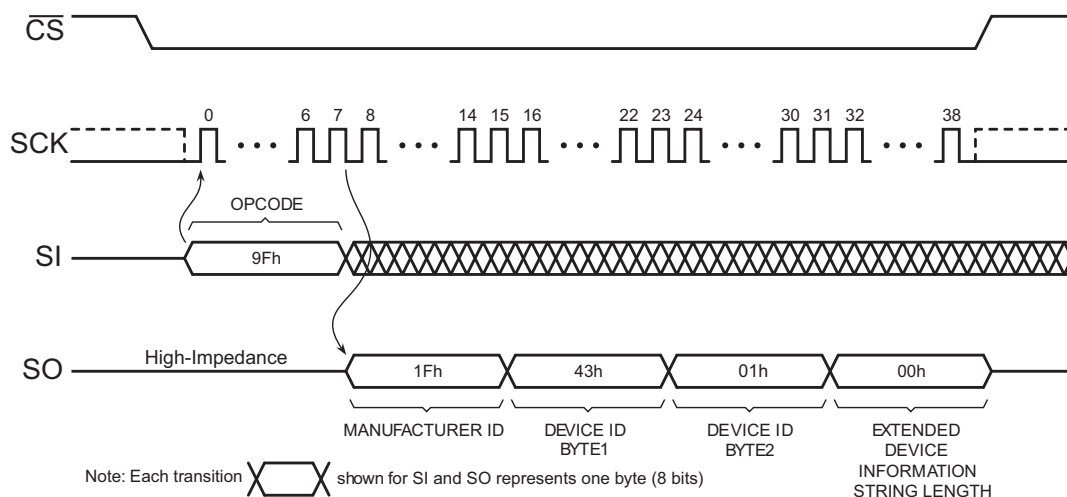 CS
0 6 7 8 14 15 16 22 23 24 30 31 32 38
SCK
OPCODE
SI
9Fh
High-Impedance
SO
1Fh 43h 01h 00h
MANUFACTURER ID
DEVICE ID
BYTE1
DEVICE ID
BYTE2
EXTENDED
DEVICE
INFORMATION
STRING LENGTH
Note: Each transition shown for SI and SO represents one byte (8 bits)